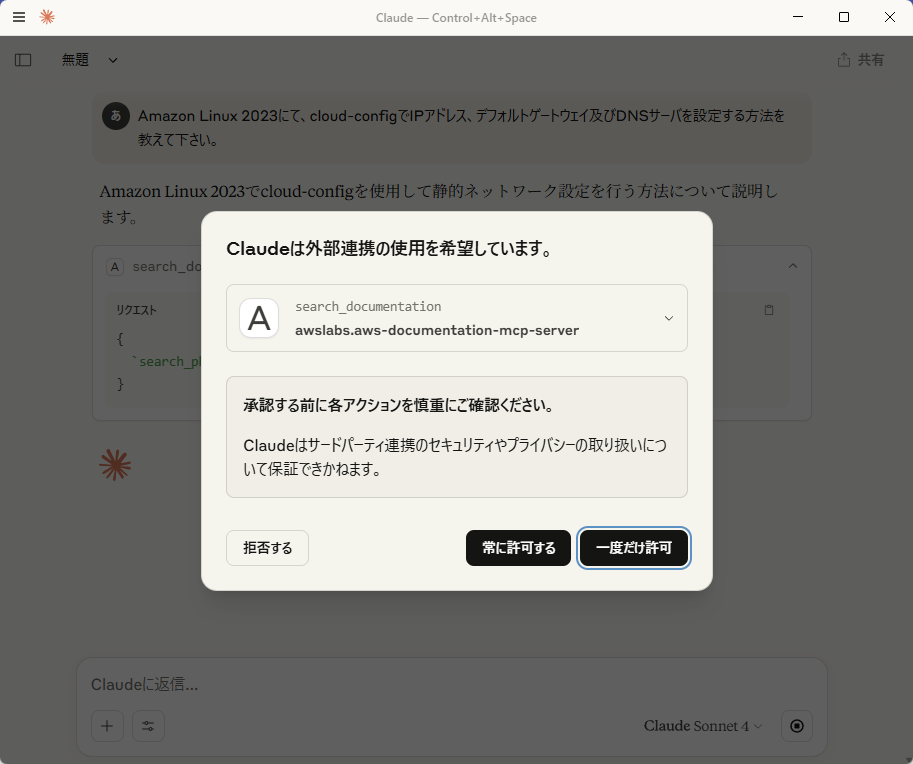 Claude — Control+Alt+Space
無題
共有
あ
Amazon Linux 2023にて、cloud-configでIPアドレス、デフォルトゲートウェイ及びDNSサーバを設定する方法を
教えて下さい。
Amazon Linux 2023でcloud-configを使用して静的ネットワーク設定を行う方法について説明し
ます。
A
search_do
リクエスト
{
`search_p
}
Claudeは外部連携の使用を希望しています。
A
search_documentation
awslabs.aws-documentation-mcp-server
承認する前に各アクションを慎重にご確認ください。
Claudeはサードパーティ連携のセキュリティやプライバシーの取り扱いにつ
いて保証できかねます。
拒否する
常に許可する
一度だけ許可
Claudeに返信...
Claude Sonnet 4